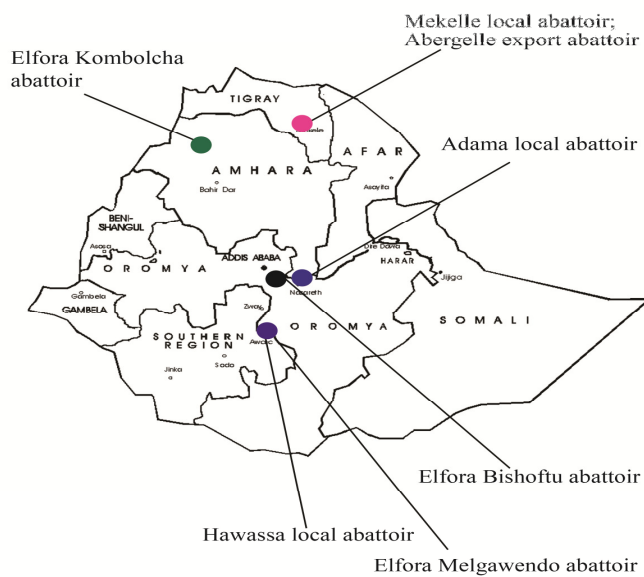 Mekelle local abattoir;
Abergelle export abattoir
Elfora Kombolcha
abattoir
TIGRAY
Adama local abattoir
AFAR
AMHARA
Asayita
Bahir Dar
BENI-
SHANGUL
Asosa
ADDIS ABABA
Dire Dawa
HARAR
OROMYA
Jijiga
Gambela
Nazareth
GAMBELA
Zway
SOMALI
OROMYA
SOUTHERN
REGION
Sodo
Jinka
Elfora Bishoftu abattoir
Hawassa local abattoir
Elfora Melgawendo abattoir